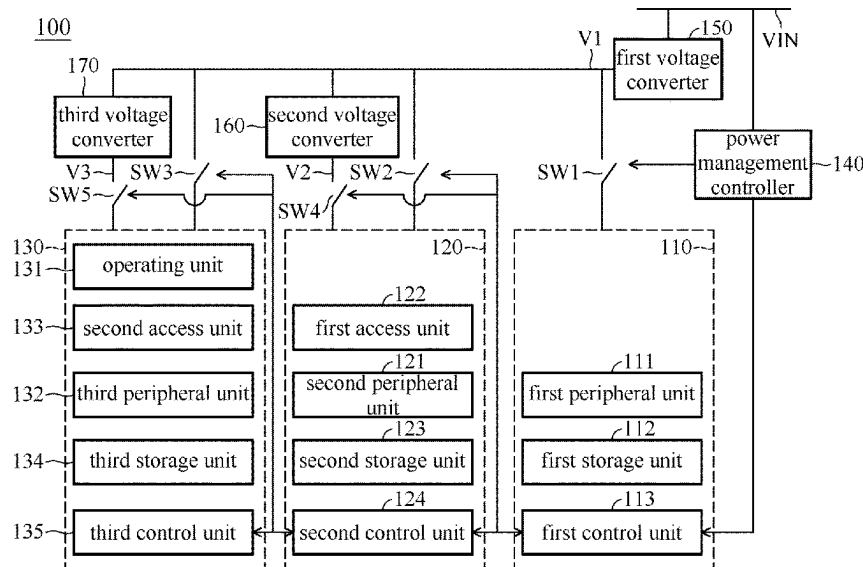 100
V1
150
VIN
first voltage
converter
170
third voltage
converter
160
second voltage
converter
power
management
controller
140
V3
SW3
V2
SW2
SW1
SW5
SW4
130
120
110
131
operating unit
122
133
second access unit
first access unit
121
111
132
third peripheral unit
second peripheral
unit
first peripheral unit
123
112
134
third storage unit
second storage unit
first storage unit
124
113
135
third control unit
second control unit
first control unit